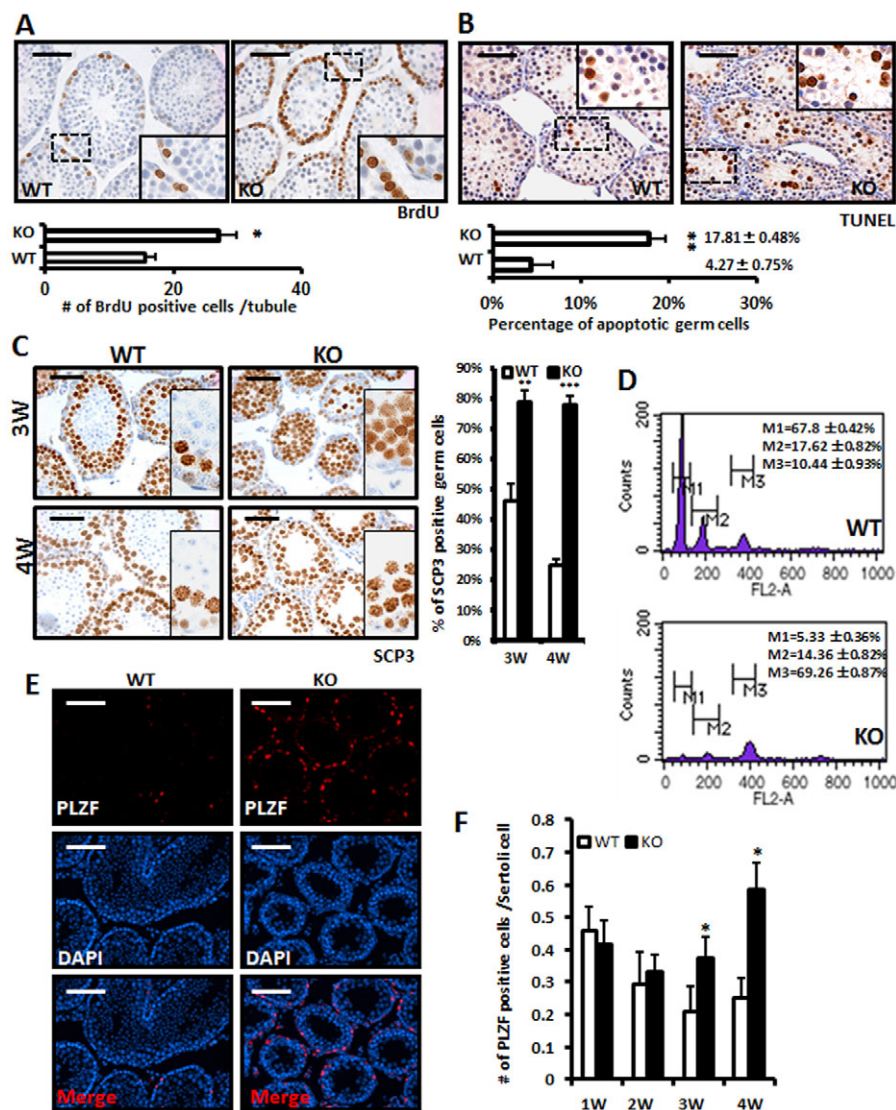 A
WT
KO
BrdU
KO
*
WT
0
20
40
# of BrdU positive cells /tubule
B
WT
KO
TUNEL
KO
** 17.81 ± 0.48%
WT
4.27 ± 0.75%
0%
10%
20%
30%
Percentage of apoptotic germ cells
C
WT
KO
3W
4W
SCP3
% of SCP3 positive germ cells
90%
80%
70%
60%
50%
40%
30%
20%
10%
0%
WT
KO
**
***
3W
4W
D
200
Counts
0
M1=67.8 ±0.42%
M2=17.62 ±0.82%
M3=10.44 ±0.93%
M1
M2
M3
WT
0 200 400 600 800 1000
FL2-A
200
Counts
0
M1=5.33 ±0.36%
M2=14.36 ±0.82%
M3=69.26 ±0.87%
M1
M2
M3
KO
0 200 400 600 800 1000
FL2-A
E
WT
KO
PLZF
PLZF
DAPI
DAPI
Merge
Merge
F
# of PLZF positive cells /Sertoli cell
0.8
0.7
0.6
0.5
0.4
0.3
0.2
0.1
0
WT
KO
*
*
1W
2W
3W
4W